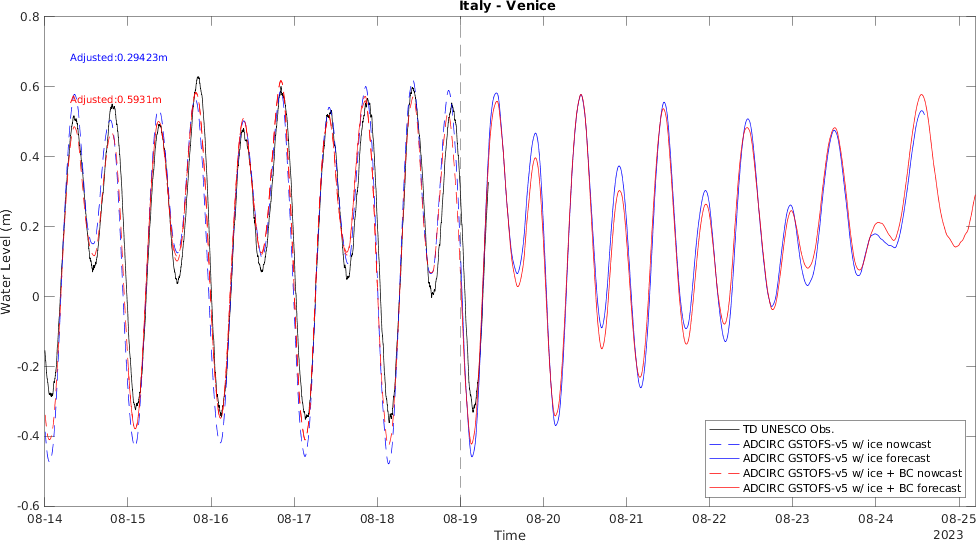 Italy - Venice
Adjusted:0.29423m
Adjusted:0.5931m
Water Level (m)
0.8
0.6
0.4
0.2
0
-0.2
-0.4
-0.6
TD UNESCO Obs.
ADCIRC GSTOFS-v5 w/ ice nowcast
ADCIRC GSTOFS-v5 w/ ice forecast
ADCIRC GSTOFS-v5 w/ ice + BC nowcast
ADCIRC GSTOFS-v5 w/ ice + BC forecast
08-14 08-15 08-16 08-17 08-18 08-19 08-20 08-21 08-22 08-23 08-24 08-25
Time
2023